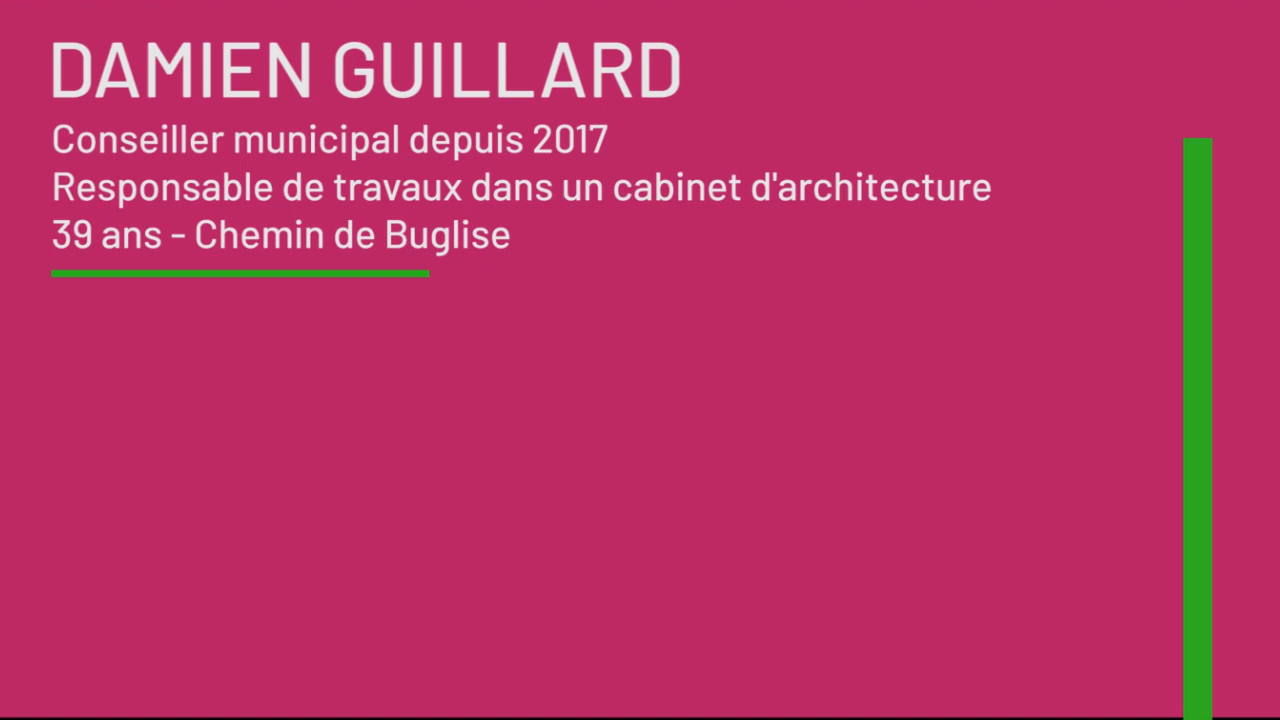 DAMIEN GUILLARD
Conseiller municipal depuis 2017
Responsable de travaux dans un cabinet d'architecture
39 ans - Chemin de Buglise